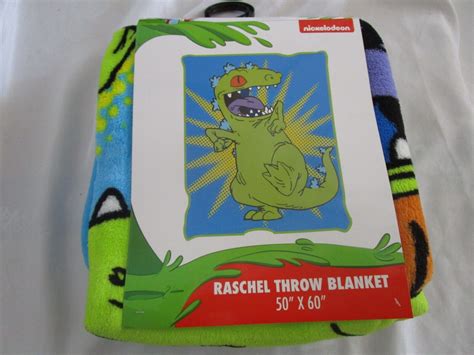 nickelodeon
RASCHEL THROW BLANKET
50" X 60"